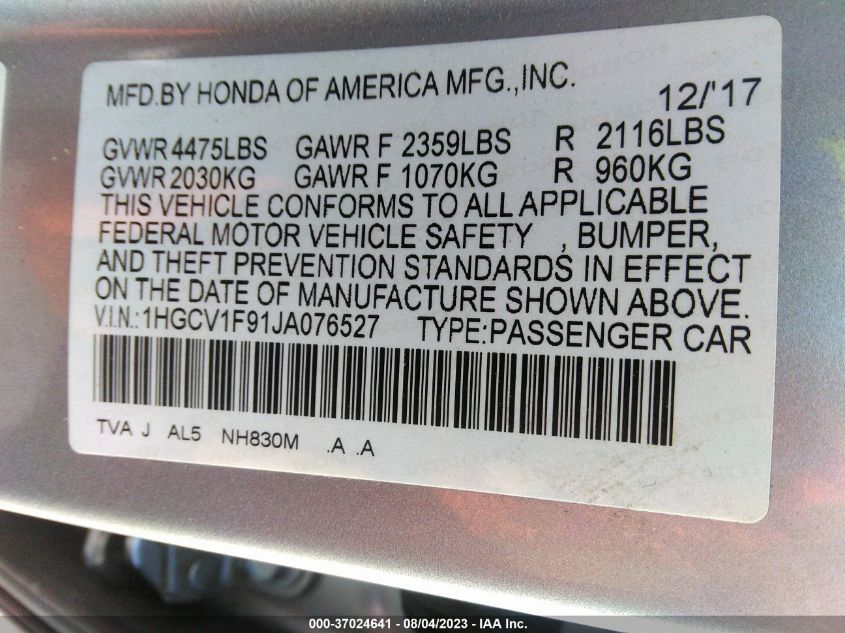 MFD.BY HONDA OF AMERICA MFG.,INC. 12/'17
GVWR 4475LBS GAWR F 2359LBS R 2116LBS
GVWR 2030KG GAWR F 1070KG R 960KG
THIS VEHICLE CONFORMS TO ALL APPLICABLE
FEDERAL MOTOR VEHICLE SAFETY , BUMPER,
AND THEFT PREVENTION STANDARDS IN EFFECT
ON THE DATE OF MANUFACTURE SHOWN ABOVE.
V.I.N.:1HGCV1F91JA076527 TYPE:PASSENGER CAR
TVA J AL5 NH830M .A .A
000-37024641 - 08/04/2023 - IAA Inc.